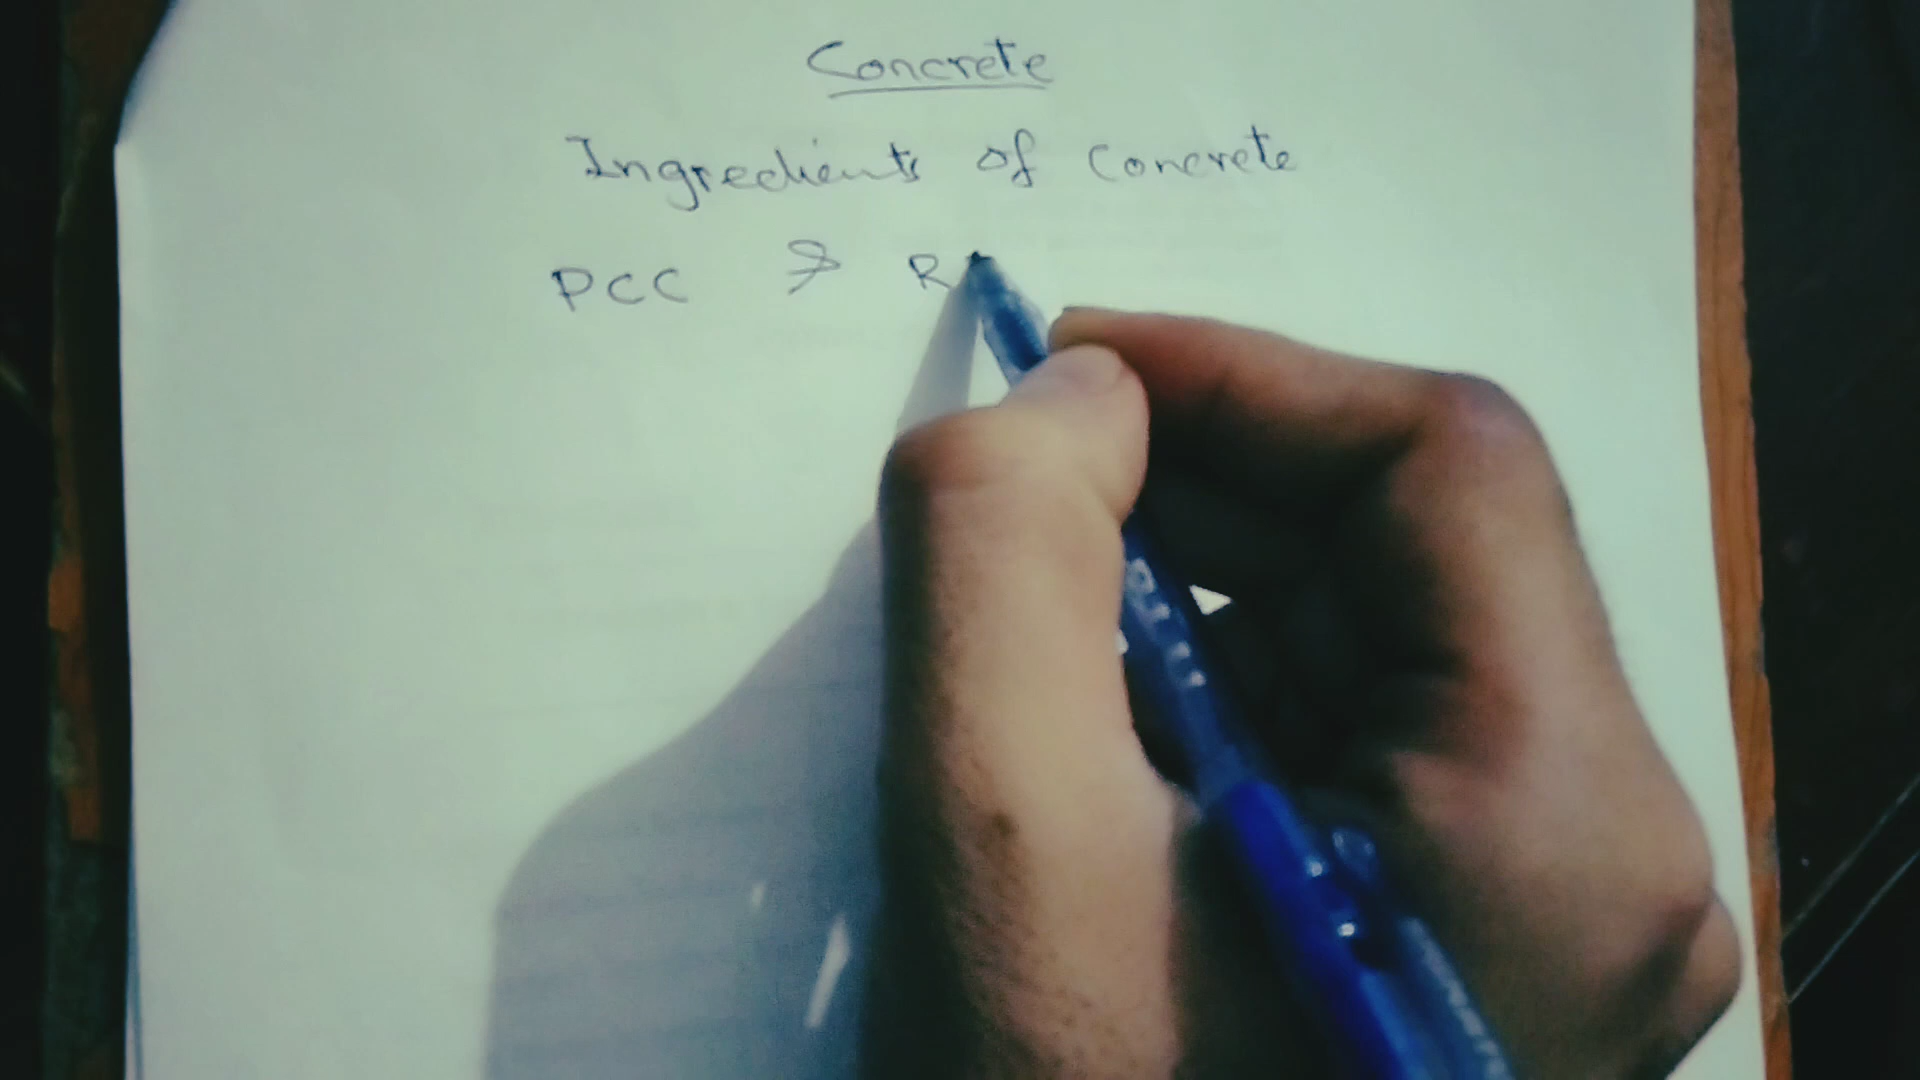 Concrete
Ingredients of Concrete
PCC & R